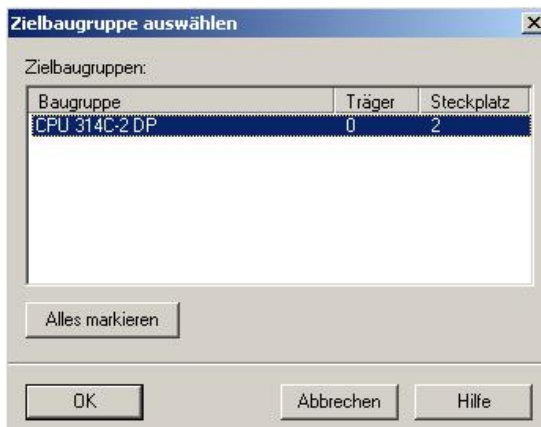 Zielbaugruppe auswählen
Zielbaugruppen:
Baugruppe Träger Steckplatz
CPU 314C-2 DP 0 2
Alles markieren
OK Abbrechen Hilfe